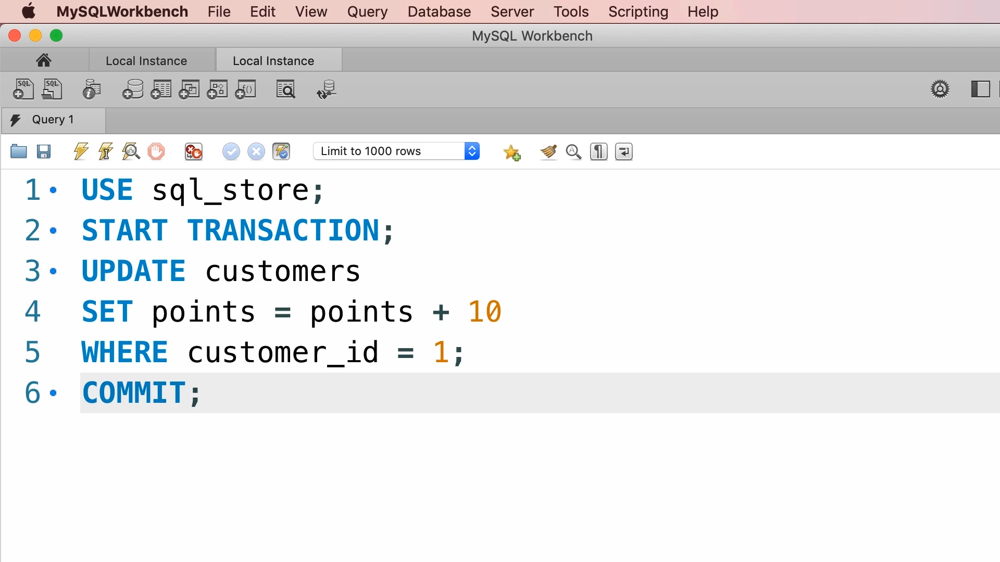 MySQLWorkbench File Edit View Query Database Server Tools Scripting Help
MySQL Workbench
Local Instance Local Instance
SQL SQL
f()
Query 1
Limit to 1000 rows
1 USE sql_store;
2 START TRANSACTION;
3 UPDATE customers
4 SET points = points + 10
5 WHERE customer_id = 1;
6 COMMIT;